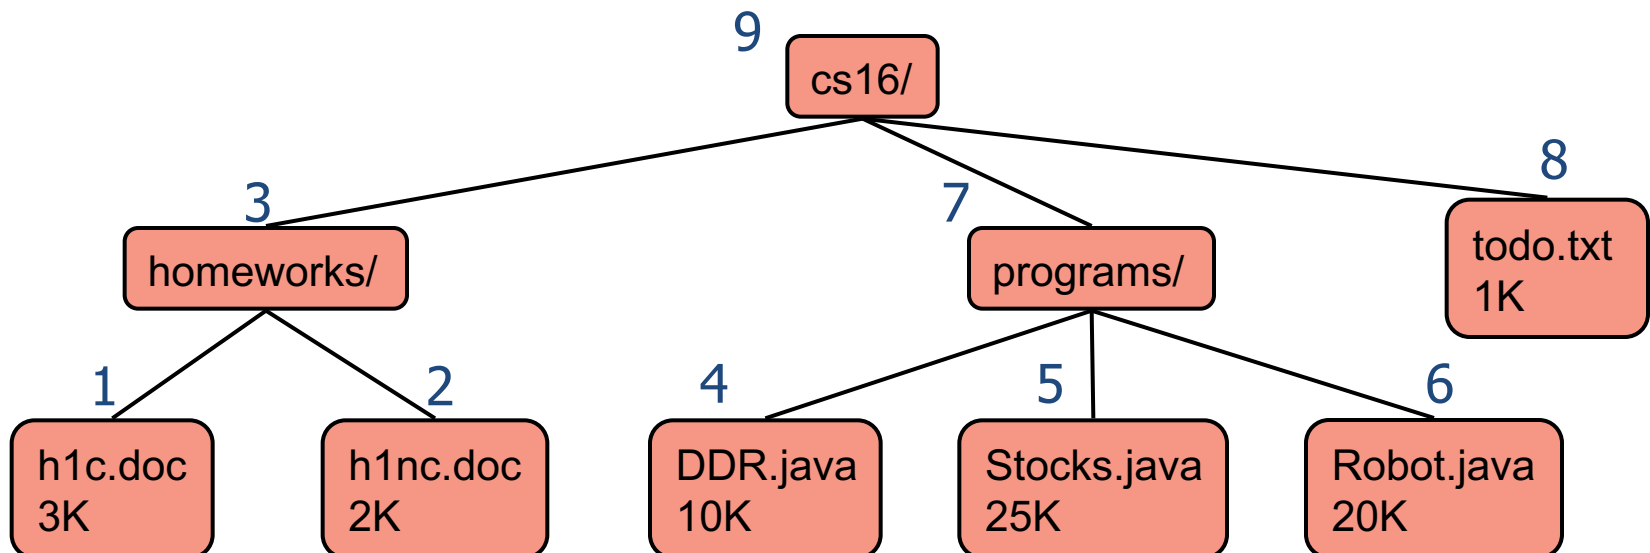 9
cs16/
3
homeworks/
7
programs/
8
todo.txt
1K
1
h1c.doc
3K
2
h1nc.doc
2K
4
DDR.java
10K
5
Stocks.java
25K
6
Robot.java
20K